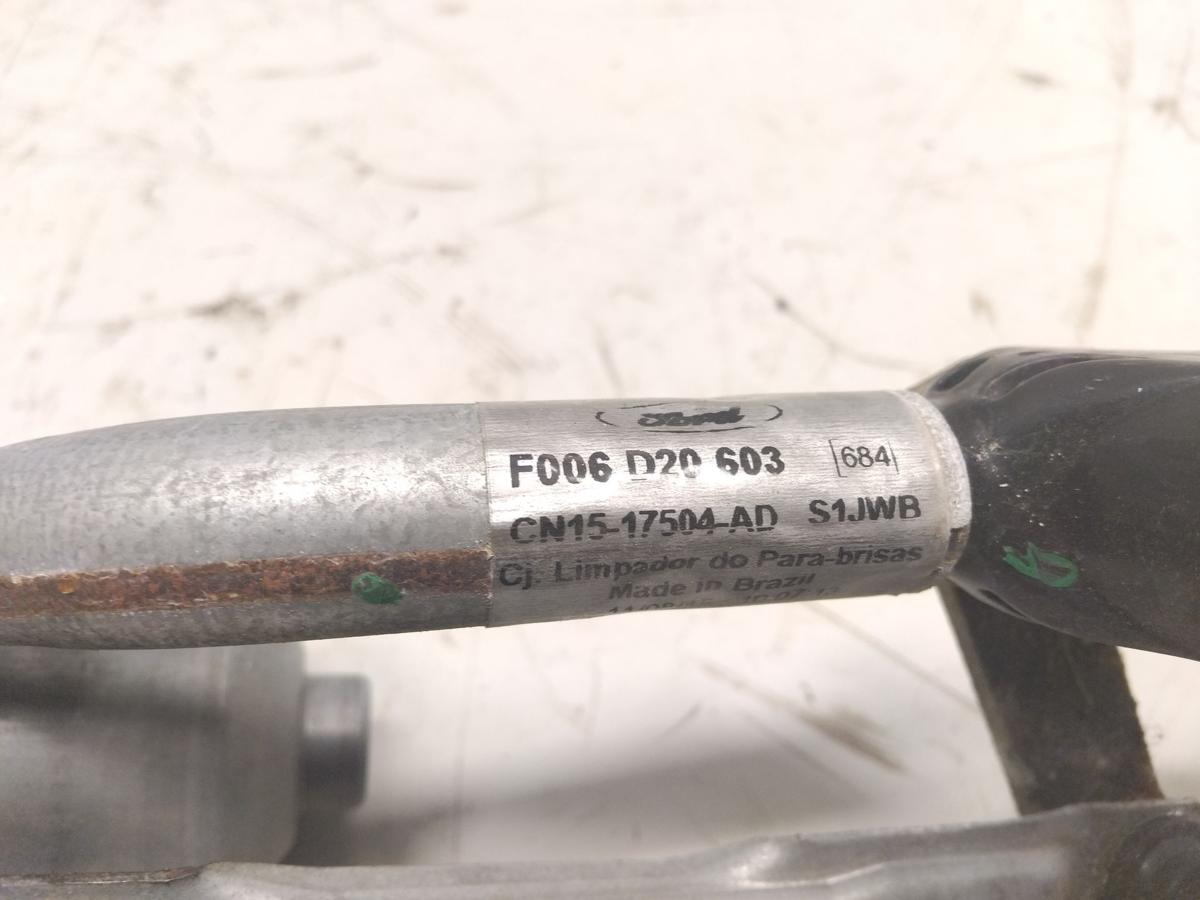 Ford
F006 D20 603 [684]
CN15-17504-AD S1JWB
Cj. Limpador do Para-brisas
Made in Brazil